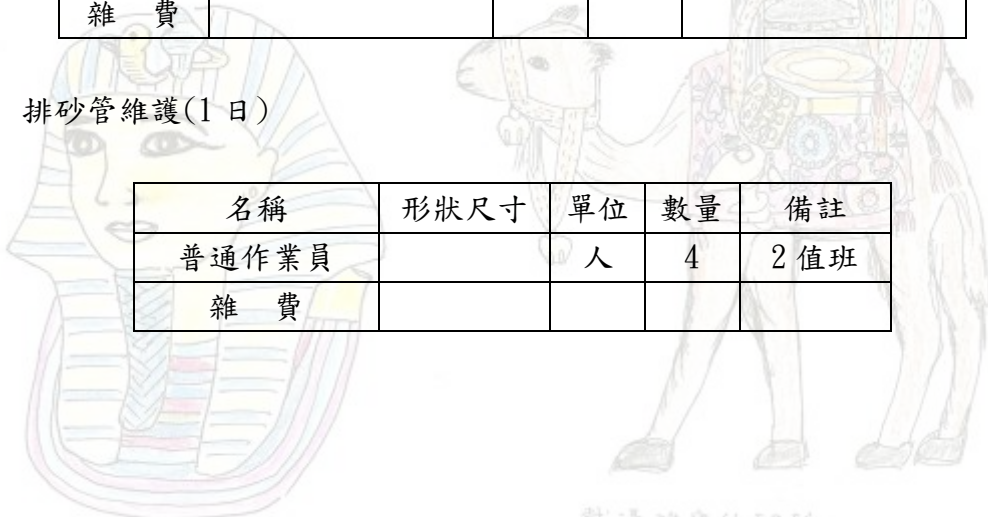 雜 費
排砂管維護(1 日)
名稱 形狀尺寸 單位 數量 備註
普通作業員 人 4 2 值班
雜 費